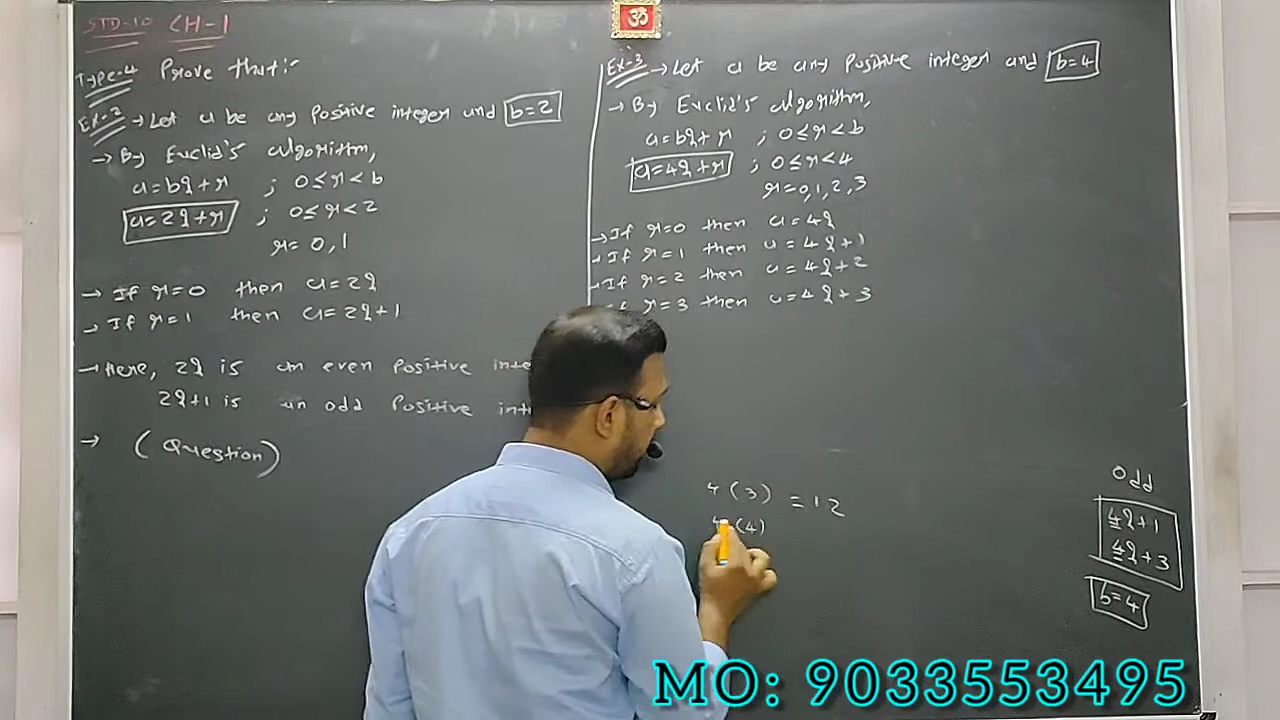 STD-10 CH-1
Type-4 Prove that:-
Ex-2 → Let a be any positive integer and b=2
→ By Euclid's algorithm,
a=bq+r ; 0≤r<b
a=2q+r ; 0≤r<2
r=0,1
→ If r=0 then a=2q
→ If r=1 then a=2q+1
→ Here, 2q is an even positive inte
2q+1 is an odd positive int
→ (Question)
ॐ
Ex-3 → Let a be any positive integer and b=4
→ By Euclid's algorithm,
a=bq+r ; 0≤r<b
a=4q+r ; 0≤r<4
r=0,1,2,3
→ If r=0 then a=4q
→ If r=1 then a=4q+1
→ If r=2 then a=4q+2
If r=3 then a=4q+3
4(3) =12
4(4)
Odd
4q+1
4q+3
b=4
MO: 9033553495